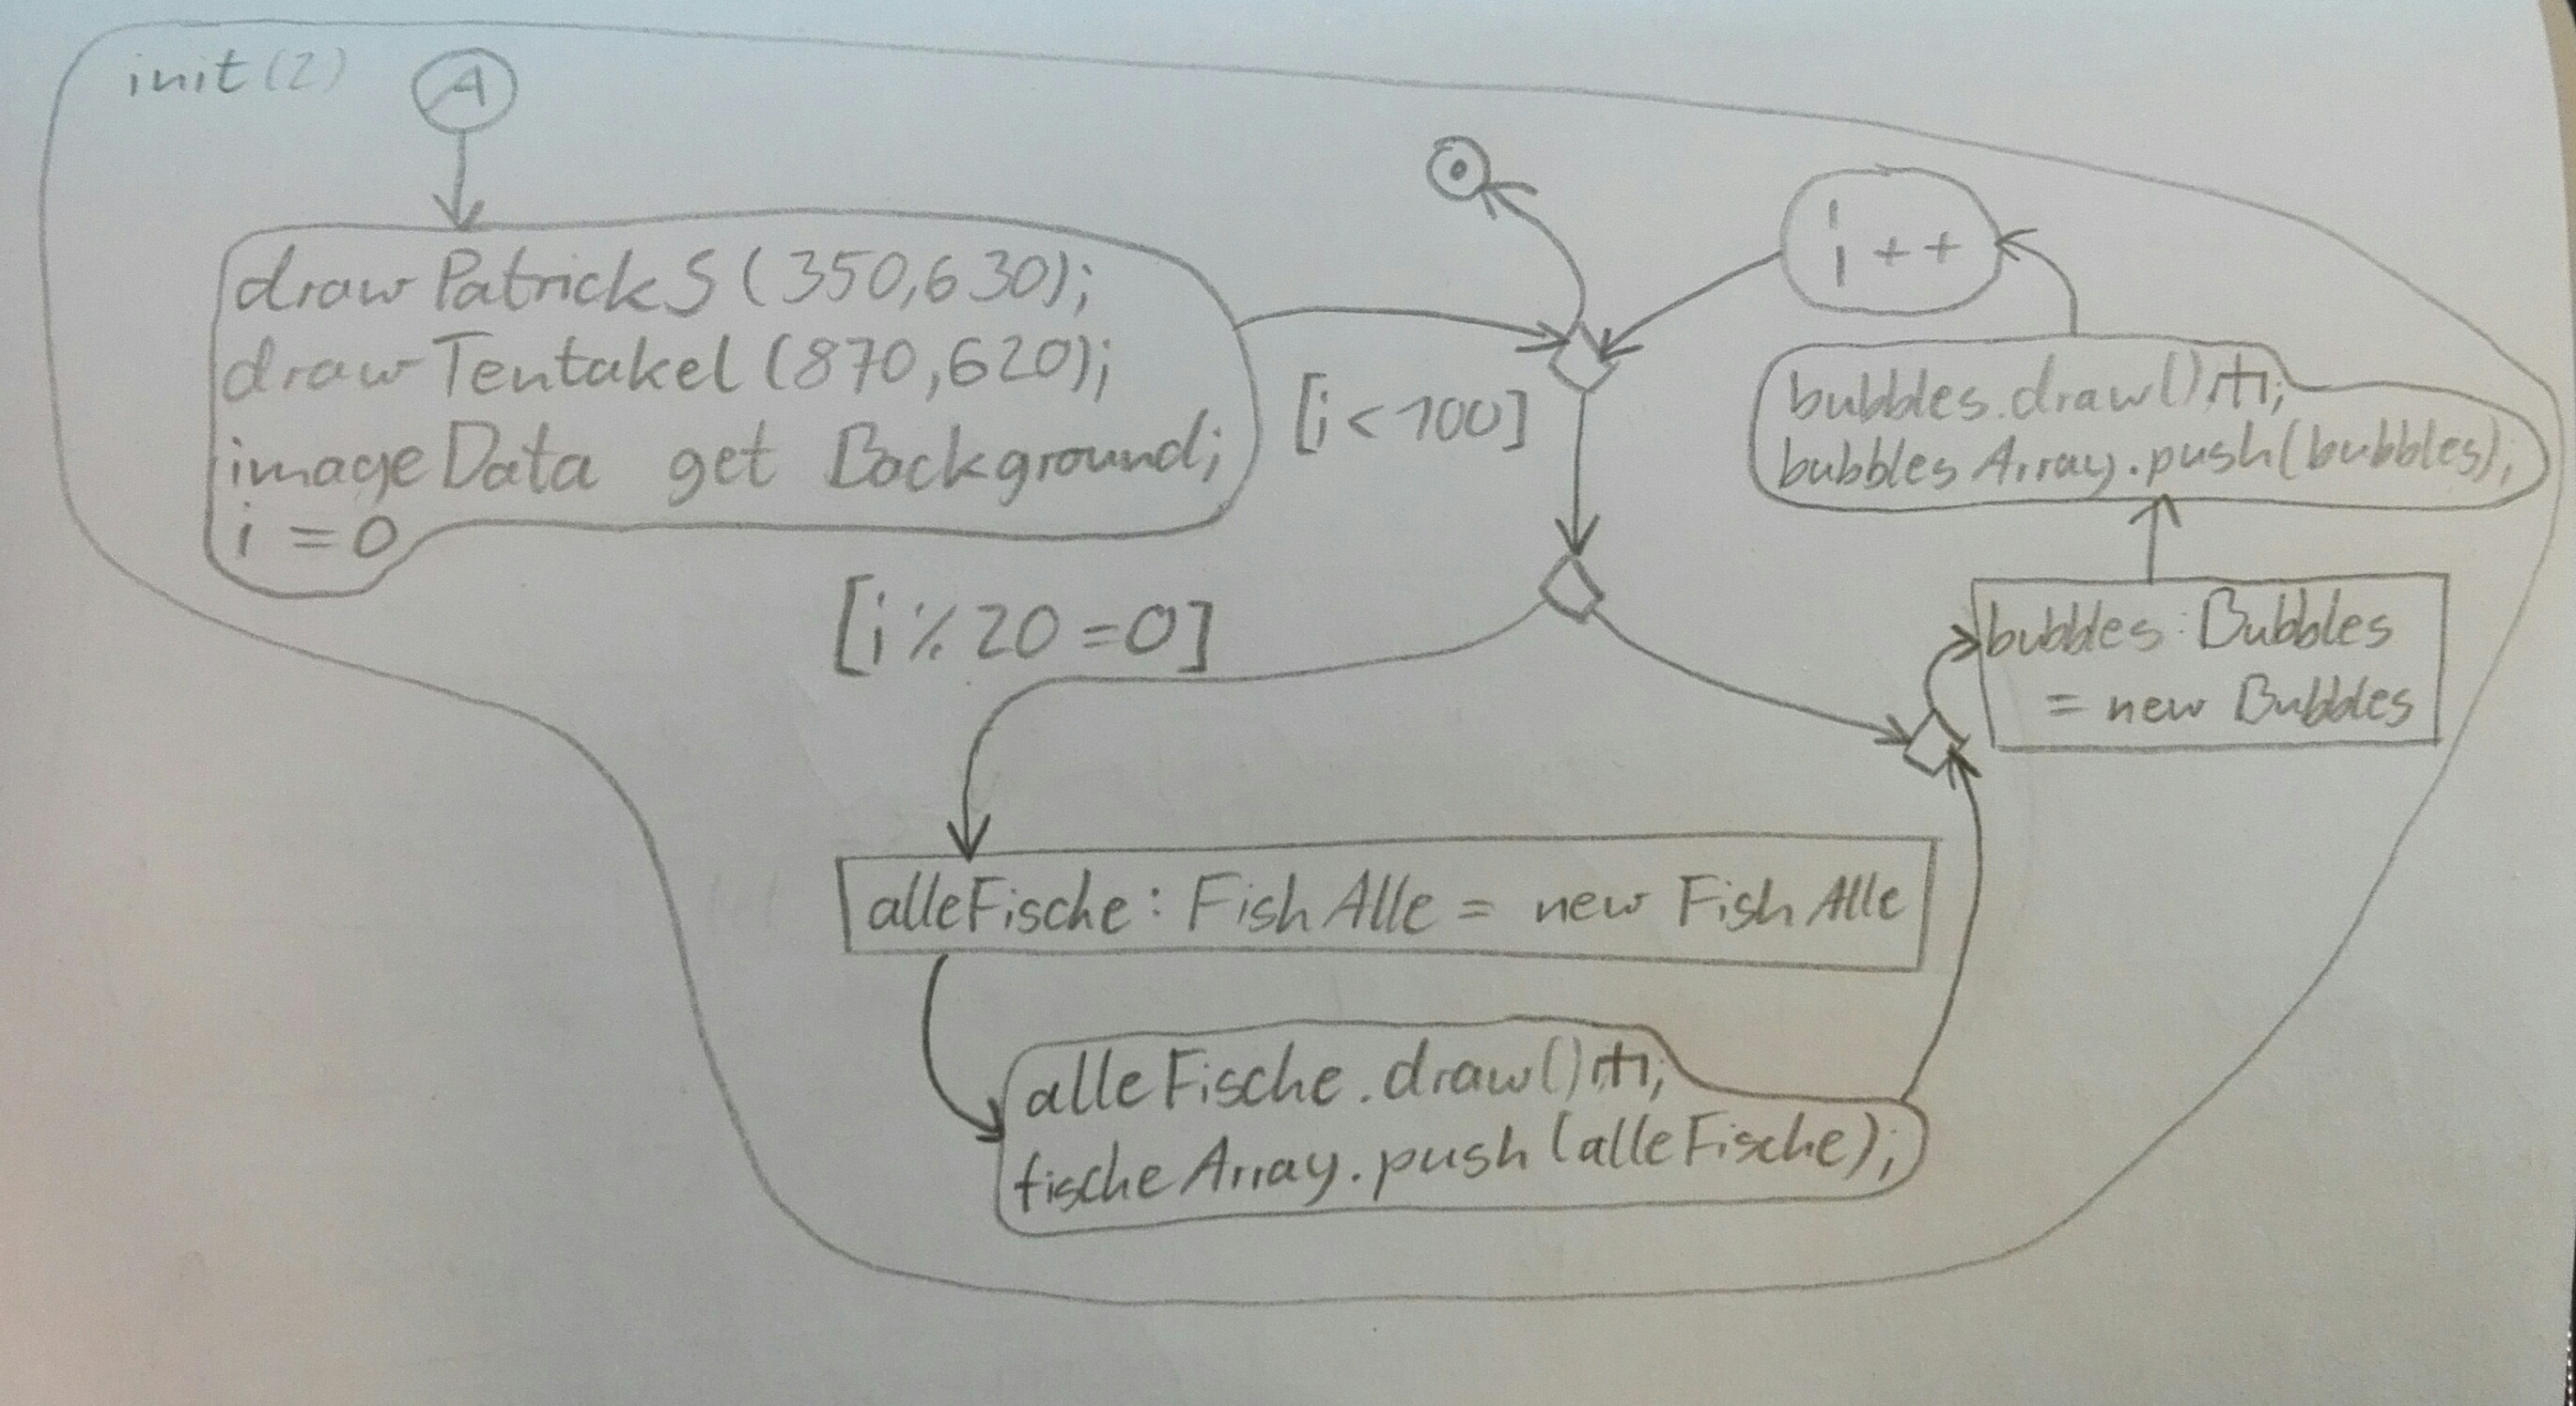 init (2)
A
drawPatrickS (350,630);
drawTentakel (870,620);
imageData get Background;
i = 0
[i < 100]
i ++
bubbles.draw();
bubblesArray.push(bubbles);
bubbles: Bubbles
= new Bubbles
[i % 20 = 0]
alleFische: FishAlle = new FishAlle
alleFische.draw();
fischeArray.push(alleFische);